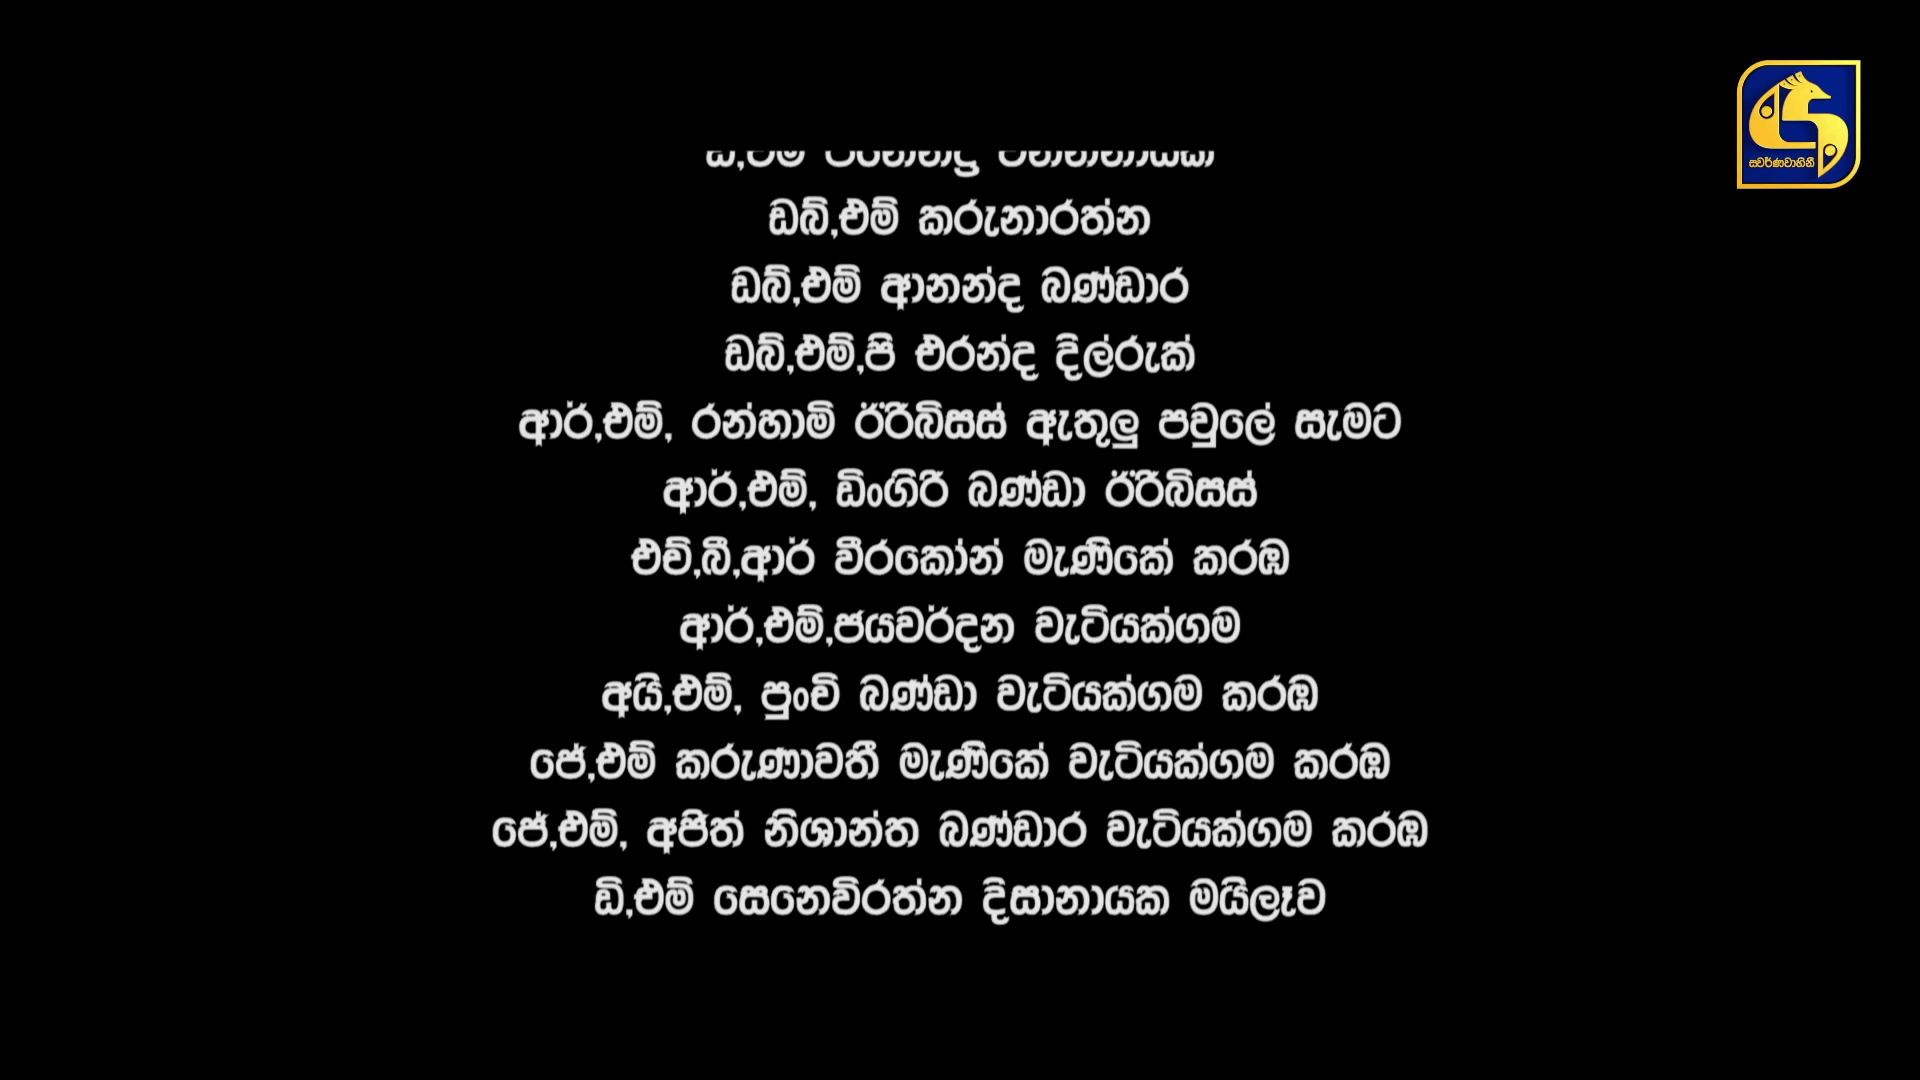 ඩබ්,එම් කරුනාරත්න
ඩබ්,එම් ආනන්ද බණ්ඩාර
ඩබ්,එම්,පි එරන්ද දිල්රුක්
ආර්,එම්, රන්හාමි ඊරිබිසස් ඇතුලු පවුලේ සැමට
ආර්,එම්, ඩිංගිරි බණ්ඩා ඊරිබිසස්
එච්,බී,ආර් වීරකෝන් මැණිකේ කරඹ
ආර්,එම්,ජයවර්දන වැටියක්ගම
අයි,එම්, පුංචි බණ්ඩා වැටියක්ගම කරඹ
ජේ,එම් කරුණාවතී මැණිකේ වැටියක්ගම කරඹ
ජේ,එම්, අජිත් නිශාන්ත බණ්ඩාර වැටියක්ගම කරඹ
ඩි,එම් සෙනෙවිරත්න දිසානායක මයිලෑව
ස්වර්ණවාහිනී